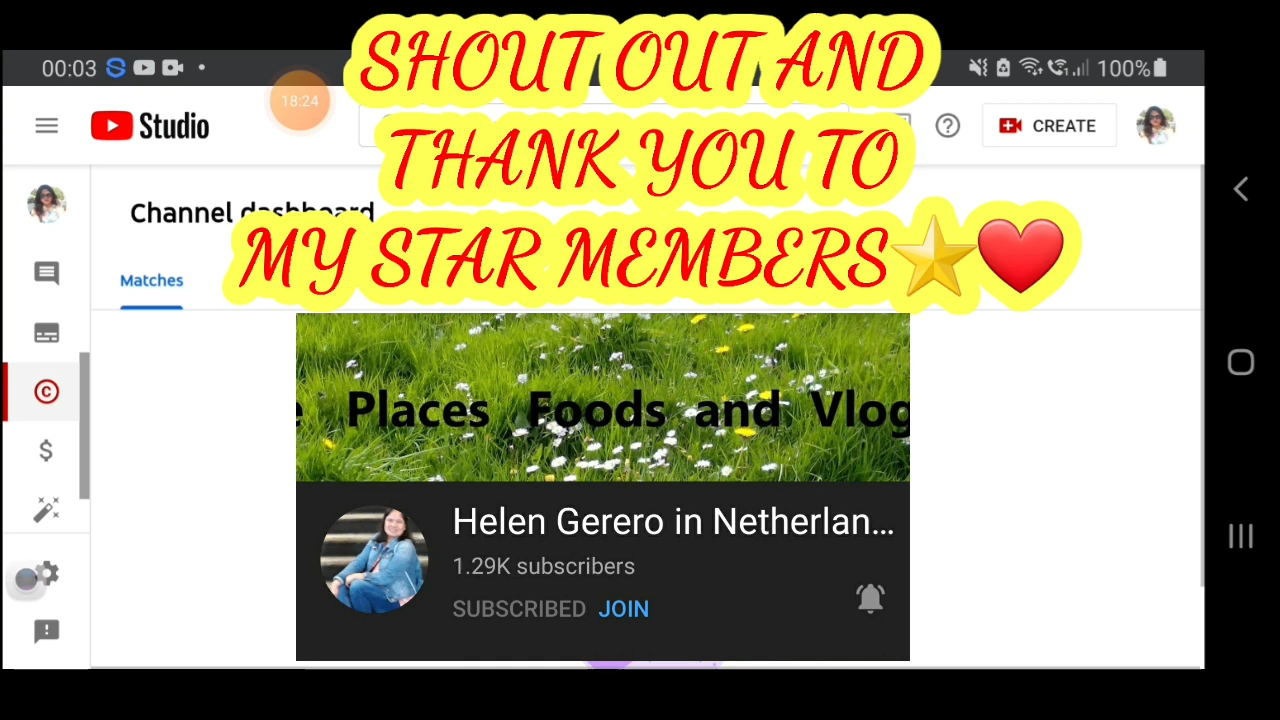 SHOUT OUT AND
THANK YOU TO
MY STAR MEMBERS
00:03
100%
18:24
Studio
CREATE
Channel dashboard
Matches
Places Foods and Vlog
Helen Gerero in Netherlan...
1.29K subscribers
SUBSCRIBED JOIN